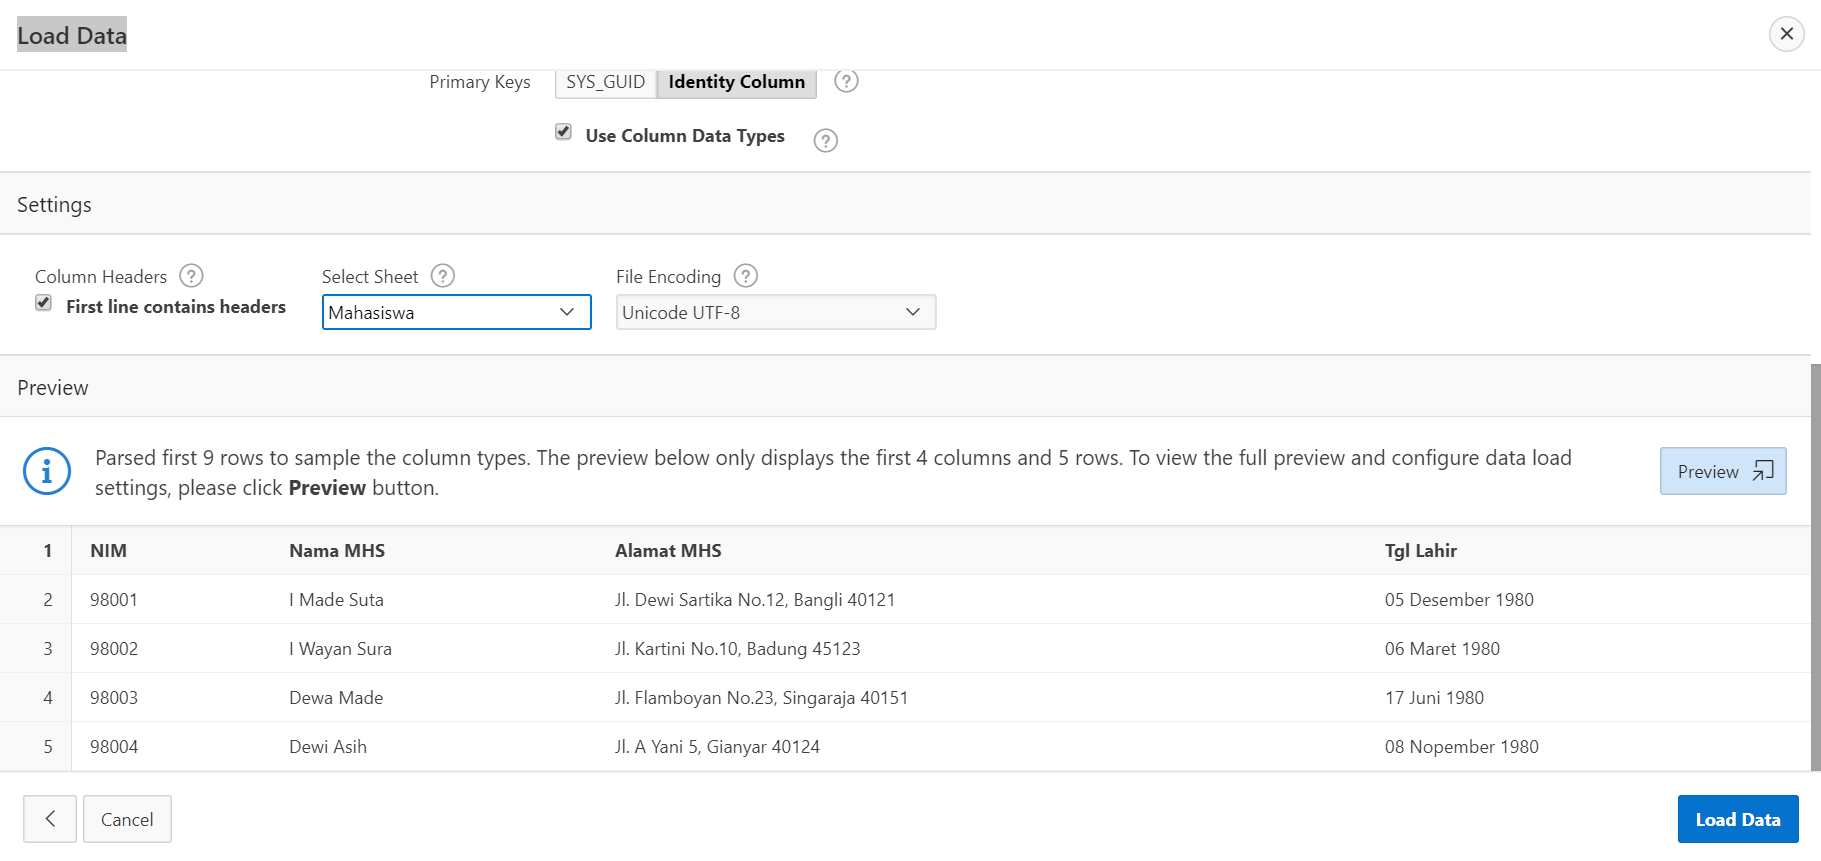 Load Data
Primary Keys SYS_GUID Identity Column ?
Use Column Data Types ?
Settings
Column Headers ? Select Sheet ? File Encoding ?
First line contains headers Mahasiswa Unicode UTF-8
Preview
Parsed first 9 rows to sample the column types. The preview below only displays the first 4 columns and 5 rows. To view the full preview and configure data load
settings, please click Preview button.
Preview
1 NIM Nama MHS Alamat MHS Tgl Lahir
2 98001 I Made Suta Jl. Dewi Sartika No.12, Bangli 40121 05 Desember 1980
3 98002 I Wayan Sura Jl. Kartini No.10, Badung 45123 06 Maret 1980
4 98003 Dewa Made Jl. Flamboyan No.23, Singaraja 40151 17 Juni 1980
5 98004 Dewi Asih Jl. A Yani 5, Gianyar 40124 08 Nopember 1980
Cancel Load Data